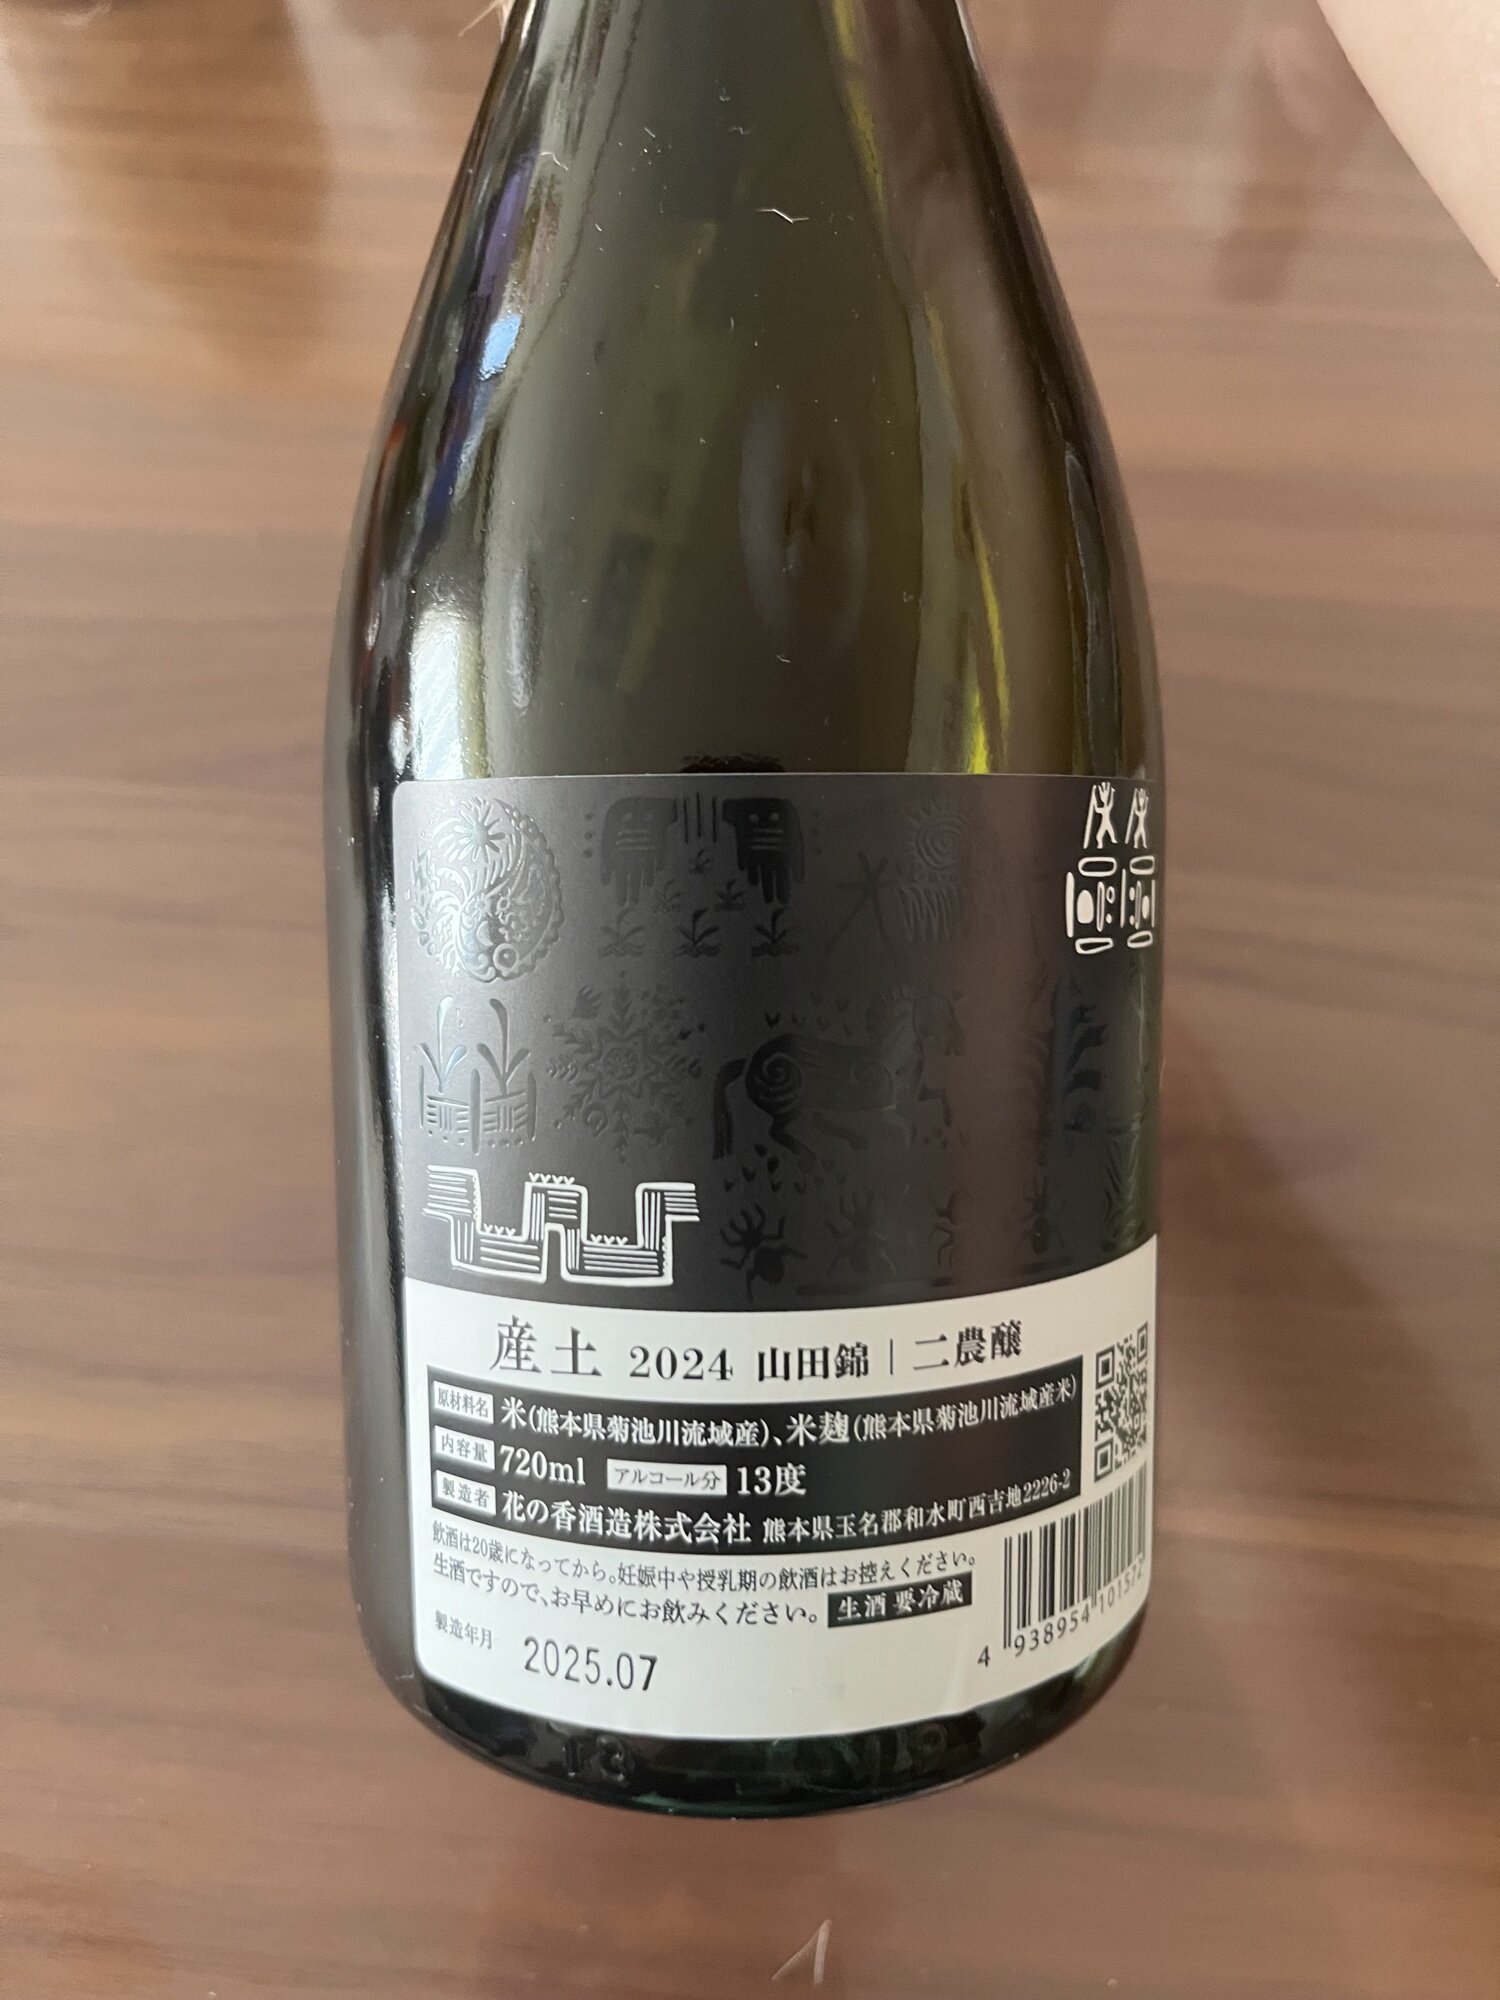 産土 2024 山田錦 | 二農醸
原材料名 米(熊本県菊池川流域産)、米麹(熊本県菊池川流域産米)
内容量 720ml アルコール分 13度
製造者 花の香酒造株式会社 熊本県玉名郡和水町西吉地2226-2
飲酒は20歳になってから。妊娠中や授乳期の飲酒はお控えください。
生酒ですので、お早めにお飲みください。 生酒 要冷蔵
製造年月 2025.07
4 938954 101572